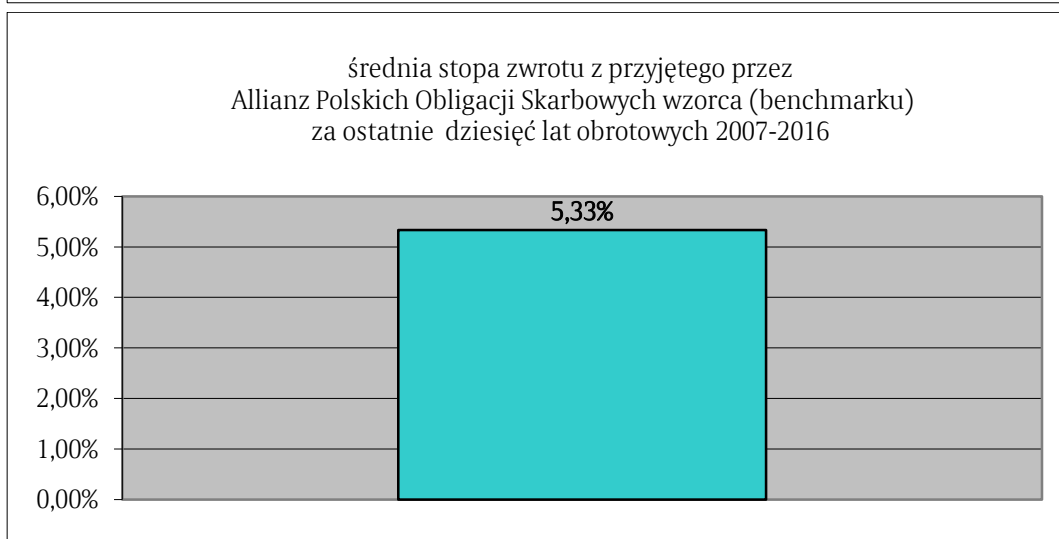 średnia stopa zwrotu z przyjętego przez
Allianz Polskich Obligacji Skarbowych wzorca (benchmarku)
za ostatnie dziesięć lat obrotowych 2007-2016
6,00%
5,33%
5,00%
4,00%
3,00%
2,00%
1,00%
0,00%